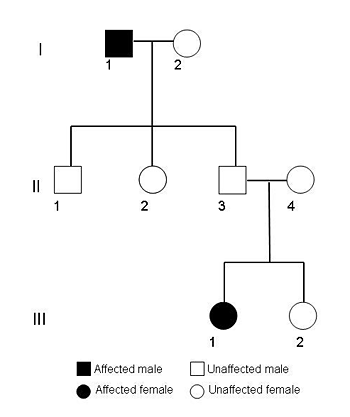 I
1 2
II
1 2 3 4
III
1 2
Affected male Unaffected male
Affected female Unaffected female